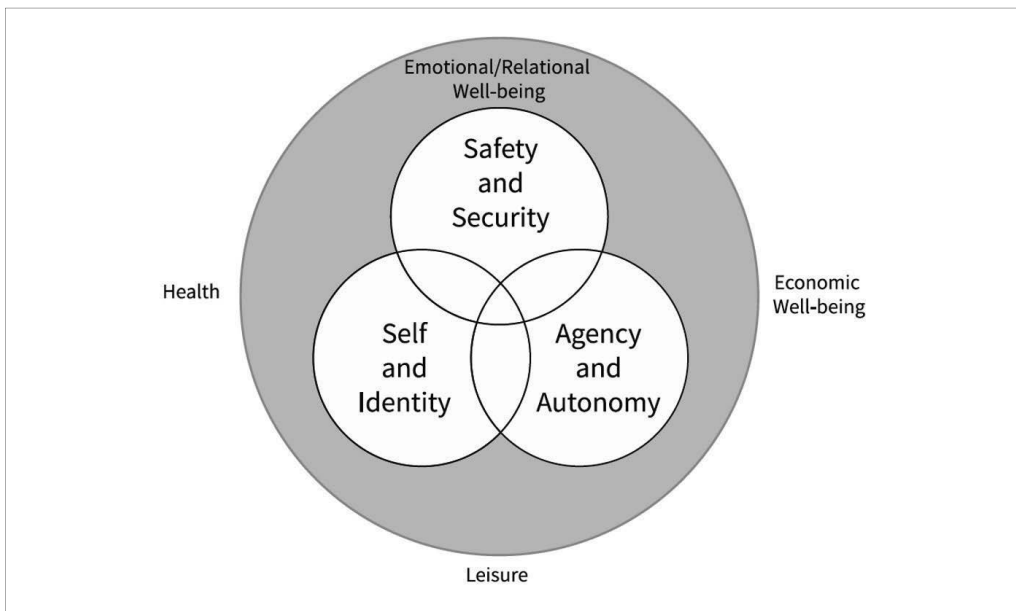 Emotional/Relational
Well-being
Safety
and
Security
Health
Economic
Well-being
Self
and
Identity
Agency
and
Autonomy
Leisure